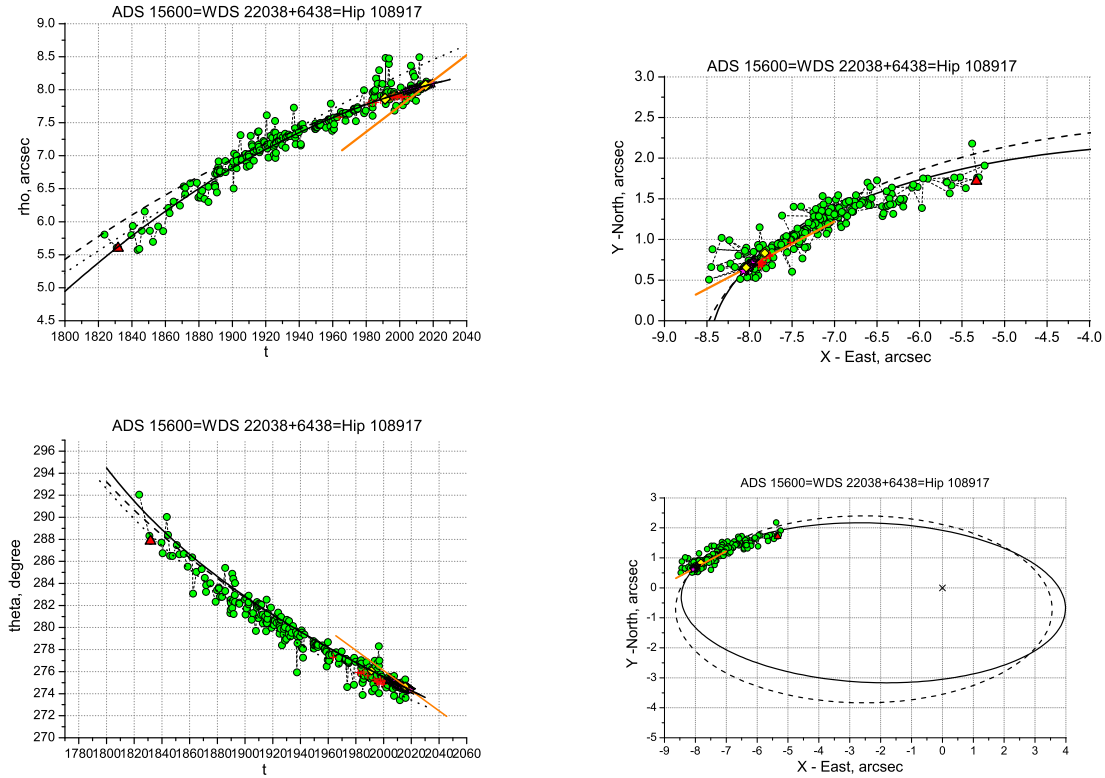 ADS 15600=WDS 22038+6438=Hip 108917
9.0
8.5
8.0
7.5
7.0
6.5
6.0
5.5
5.0
4.5
rho, arcsec
1800 1820 1840 1860 1880 1900 1920 1940 1960 1980 2000 2020 2040
t
ADS 15600=WDS 22038+6438=Hip 108917
3.0
2.5
2.0
1.5
1.0
0.5
0.0
Y -North, arcsec
-9.0 -8.5 -8.0 -7.5 -7.0 -6.5 -6.0 -5.5 -5.0 -4.5 -4.0
X - East, arcsec
ADS 15600=WDS 22038+6438=Hip 108917
296
294
292
290
288
286
284
282
280
278
276
274
272
270
theta, degree
1780 1800 1820 1840 1860 1880 1900 1920 1940 1960 1980 2000 2020 2040 2060
t
ADS 15600=WDS 22038+6438=Hip 108917
3
2
1
0
-1
-2
-3
-4
-5
Y -North, arcsec
-9 -8 -7 -6 -5 -4 -3 -2 -1 0 1 2 3 4
X - East, arcsec